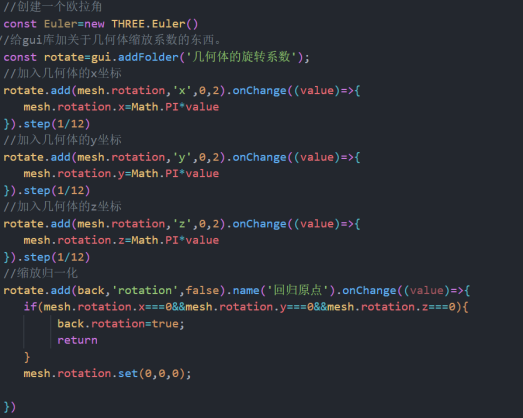 //创建一个欧拉角
const Euler=new THREE.Euler()
//给gui库加关于几何体缩放系数的东西。
const rotate=gui.addFolder('几何体的旋转系数');
//加入几何体的x坐标
rotate.add(mesh.rotation,'x',0,2).onChange((value)=>{
mesh.rotation.x=Math.PI*value
}).step(1/12)
//加入几何体的y坐标
rotate.add(mesh.rotation,'y',0,2).onChange((value)=>{
mesh.rotation.y=Math.PI*value
}).step(1/12)
//加入几何体的z坐标
rotate.add(mesh.rotation,'z',0,2).onChange((value)=>{
mesh.rotation.z=Math.PI*value
}).step(1/12)
//缩放归一化
rotate.add(back,'rotation',false).name('回归原点').onChange((value)=>{
if(mesh.rotation.x===0&&mesh.rotation.y===0&&mesh.rotation.z===0){
back.rotation=true;
return
}
mesh.rotation.set(0,0,0);
})